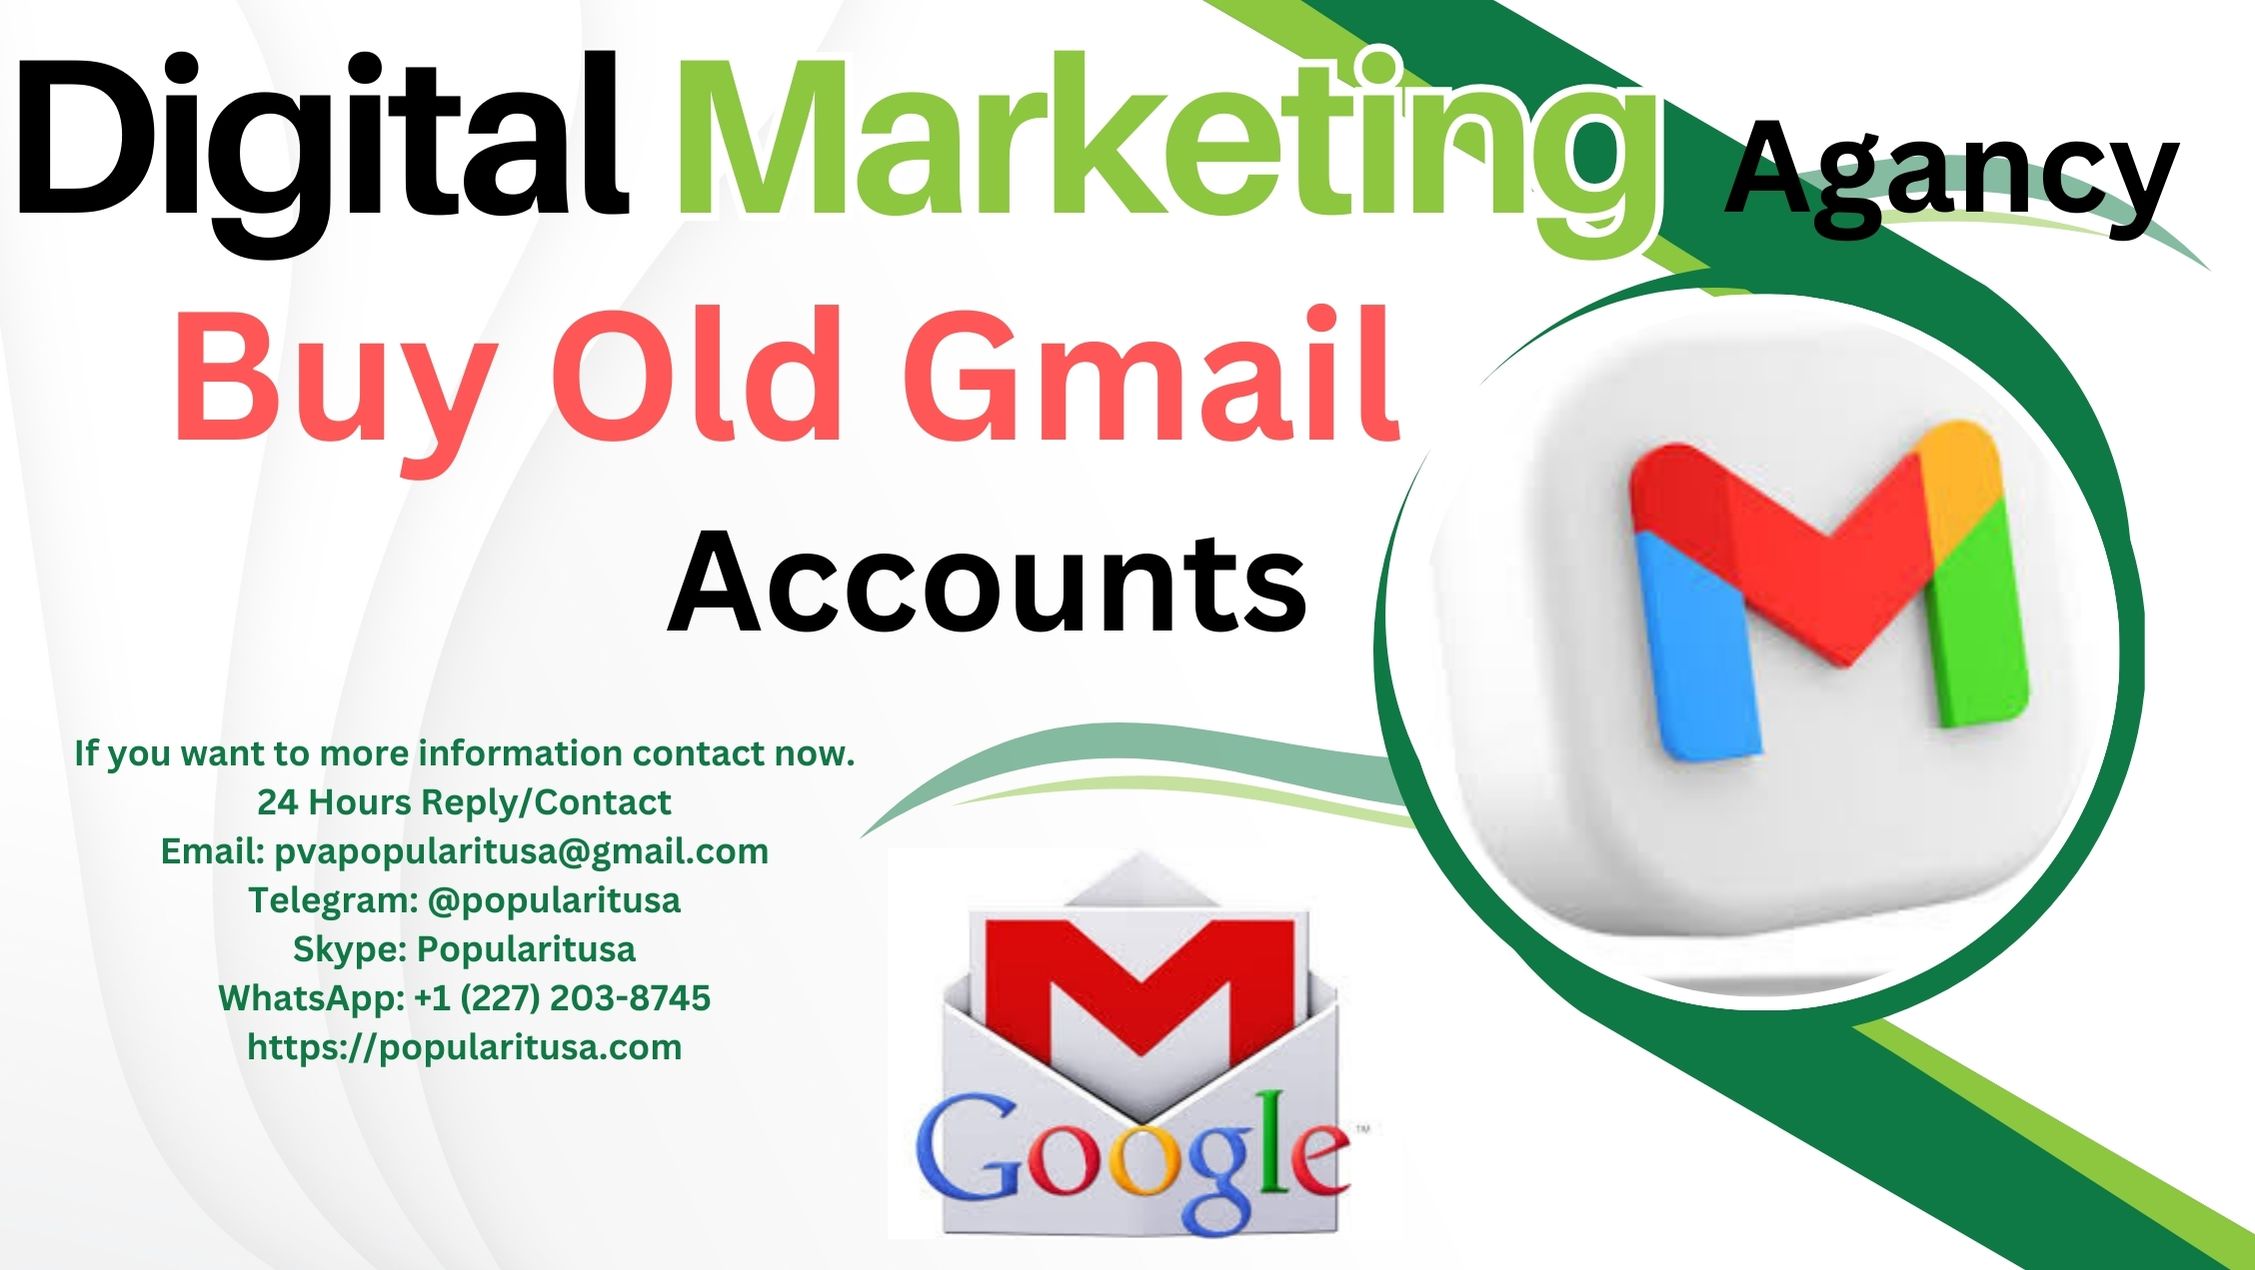 Digital Marketing Agancy
Buy Old Gmail
Accounts
If you want to more information contact now.
24 Hours Reply/Contact
Email: pvapopularitusa@gmail.com
Telegram: @popularitusa
Skype: Popularitusa
WhatsApp: +1 (227) 203-8745
https://popularitusa.com
Google™